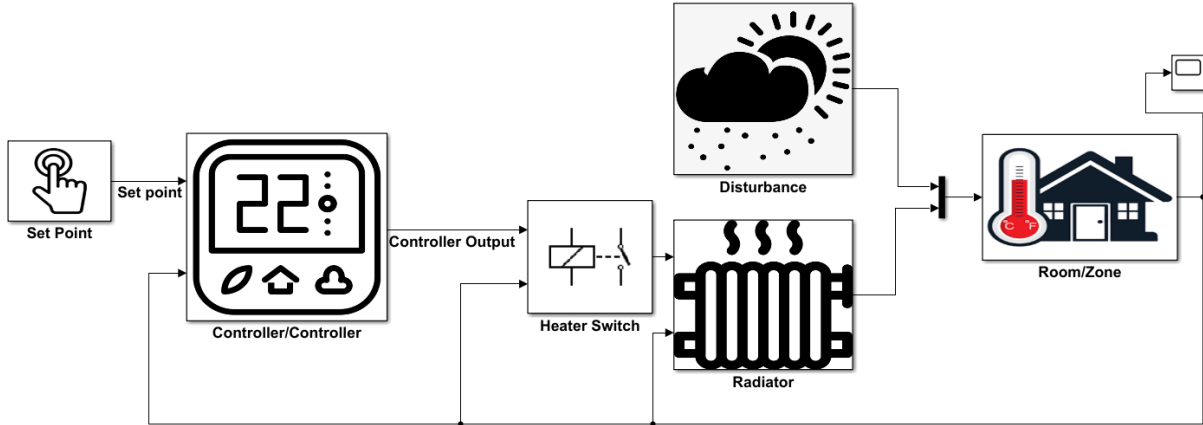 Set Point
Set point
22
Controller/Controller
Controller Output
Heater Switch
Disturbance
Radiator
°C °F
Room/Zone